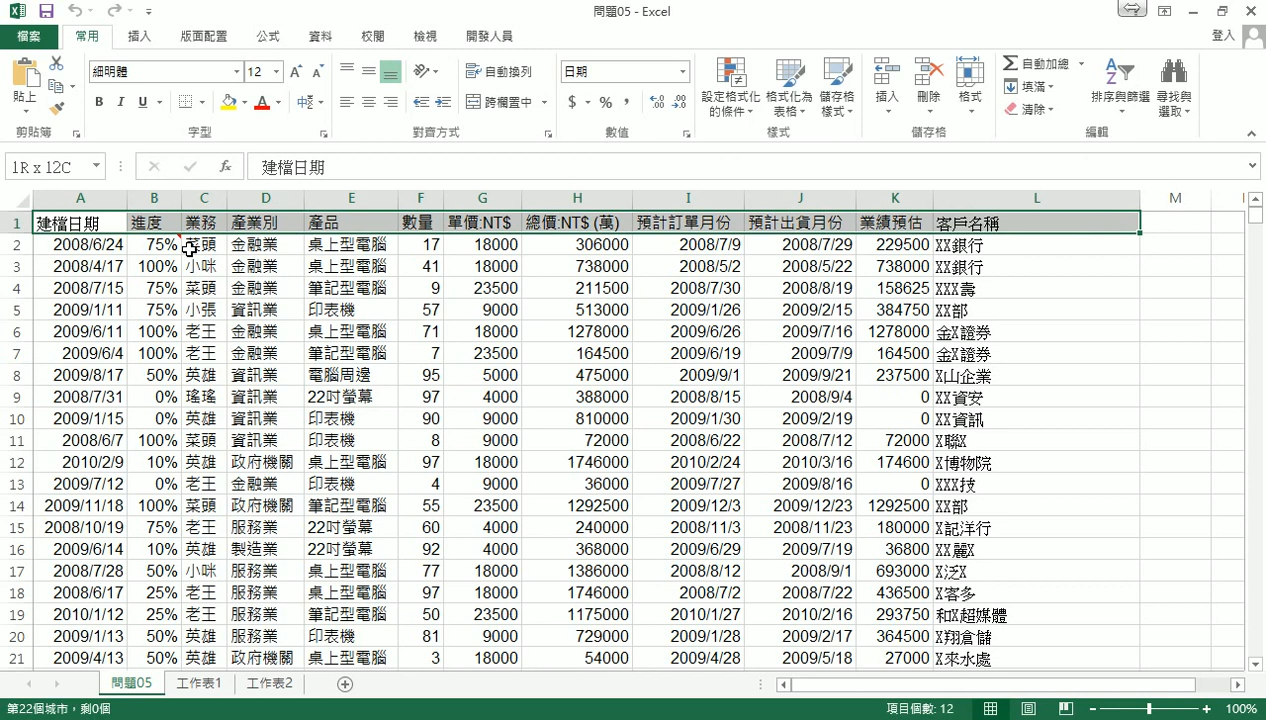 問題05 - Excel
檔案 常用 插入 版面配置 公式 資料 校閱 檢視 開發人員 登入
貼上 細明體 12 自動換列 日期 設定格式化的條件 格式化為表格 儲存格樣式 插入 刪除 格式 自動加總 填滿 清除 排序與篩選 尋找與選取
B I U 跨欄置中 $ % ,
剪貼簿 字型 對齊方式 數值 樣式 儲存格 編輯
1R x 12C fx 建檔日期
A B C D E F G H I J K L M
1 建檔日期 進度 業務 產業別 產品 數量 單價:NT$ 總價:NT$ (萬) 預計訂單月份 預計出貨月份 業績預估 客戶名稱
2 2008/6/24 75% 菜頭 金融業 桌上型電腦 17 18000 306000 2008/7/9 2008/7/29 229500 XX銀行
3 2008/4/17 100% 小咪 金融業 桌上型電腦 41 18000 738000 2008/5/2 2008/5/22 738000 XX銀行
4 2008/7/15 75% 菜頭 金融業 筆記型電腦 9 23500 211500 2008/7/30 2008/8/19 158625 XXX壽
5 2009/1/11 75% 小張 資訊業 印表機 57 9000 513000 2009/1/26 2009/2/15 384750 XX部
6 2009/6/11 100% 老王 金融業 桌上型電腦 71 18000 1278000 2009/6/26 2009/7/16 1278000 金X證券
7 2009/6/4 100% 老王 金融業 筆記型電腦 7 23500 164500 2009/6/19 2009/7/9 164500 金X證券
8 2009/8/17 50% 英雄 資訊業 電腦周邊 95 5000 475000 2009/9/1 2009/9/21 237500 X山企業
9 2008/7/31 0% 瑤瑤 資訊業 22吋螢幕 97 4000 388000 2008/8/15 2008/9/4 0 XX資安
10 2009/1/15 0% 英雄 資訊業 印表機 90 9000 810000 2009/1/30 2009/2/19 0 XX資訊
11 2008/6/7 100% 菜頭 資訊業 印表機 8 9000 72000 2008/6/22 2008/7/12 72000 X聯X
12 2010/2/9 10% 英雄 政府機關 桌上型電腦 97 18000 1746000 2010/2/24 2010/3/16 174600 X博物院
13 2009/7/12 0% 老王 金融業 印表機 4 9000 36000 2009/7/27 2009/8/16 0 XXX技
14 2009/11/18 100% 菜頭 政府機關 筆記型電腦 55 23500 1292500 2009/12/3 2009/12/23 1292500 XX部
15 2008/10/19 75% 老王 服務業 22吋螢幕 60 4000 240000 2008/11/3 2008/11/23 180000 X記洋行
16 2009/6/14 10% 英雄 製造業 22吋螢幕 92 4000 368000 2009/6/29 2009/7/19 36800 XX麗X
17 2008/7/28 50% 小咪 服務業 桌上型電腦 77 18000 1386000 2008/8/12 2008/9/1 693000 X泛X
18 2008/6/17 25% 老王 服務業 桌上型電腦 97 18000 1746000 2008/7/2 2008/7/22 436500 X客多
19 2010/1/12 25% 老王 服務業 筆記型電腦 50 23500 1175000 2010/1/27 2010/2/16 293750 和X超媒體
20 2009/1/13 50% 英雄 服務業 印表機 81 9000 729000 2009/1/28 2009/2/17 364500 X翔倉儲
21 2009/4/13 50% 英雄 政府機關 桌上型電腦 3 18000 54000 2009/4/28 2009/5/18 27000 X來水處
問題05 工作表1 工作表2
第22個城市，剩0個 項目個數: 12 100%